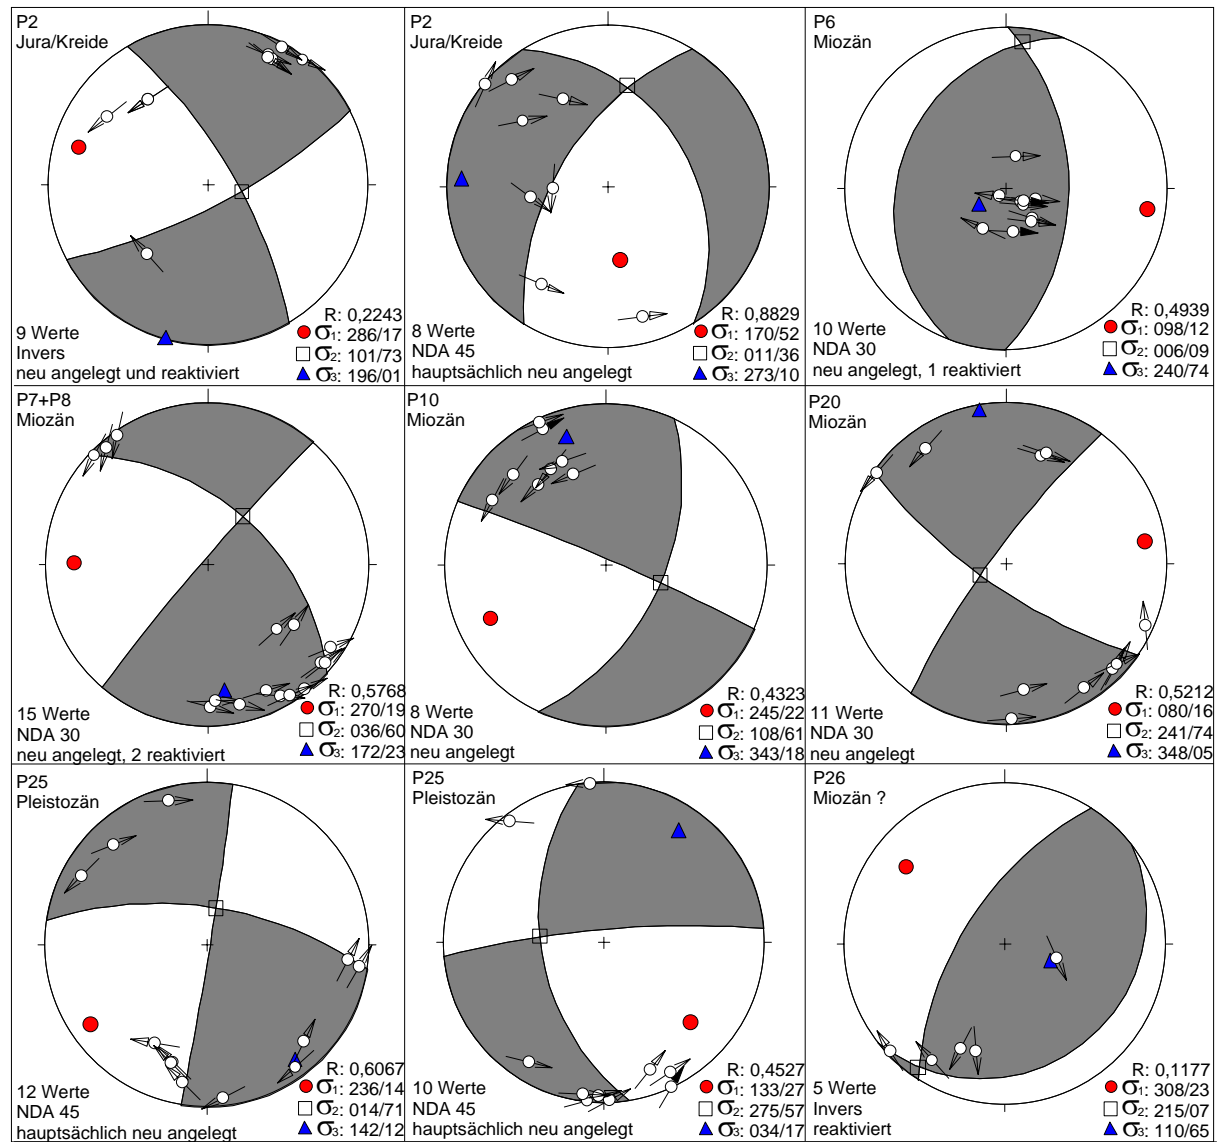 P2
Jura/Kreide
9 Werte
Invers
neu angelegt und reaktiviert
R: 0,2243
σ1: 286/17
σ2: 101/73
σ3: 196/01
P2
Jura/Kreide
8 Werte
NDA 45
hauptsächlich neu angelegt
R: 0,8829
σ1: 170/52
σ2: 011/36
σ3: 273/10
P6
Miozän
10 Werte
NDA 30
neu angelegt, 1 reaktiviert
R: 0,4939
σ1: 098/12
σ2: 006/09
σ3: 240/74
P7+P8
Miozän
15 Werte
NDA 30
neu angelegt, 2 reaktiviert
R: 0,5768
σ1: 270/19
σ2: 036/60
σ3: 172/23
P10
Miozän
8 Werte
NDA 30
neu angelegt
R: 0,4323
σ1: 245/22
σ2: 108/61
σ3: 343/18
P20
Miozän
11 Werte
NDA 30
neu angelegt
R: 0,5212
σ1: 080/16
σ2: 241/74
σ3: 348/05
P25
Pleistozän
12 Werte
NDA 45
hauptsächlich neu angelegt
R: 0,6067
σ1: 236/14
σ2: 014/71
σ3: 142/12
P25
Pleistozän
10 Werte
NDA 45
hauptsächlich neu angelegt
R: 0,4527
σ1: 133/27
σ2: 275/57
σ3: 034/17
P26
Miozän ?
5 Werte
Invers
reaktiviert
R: 0,1177
σ1: 308/23
σ2: 215/07
σ3: 110/65